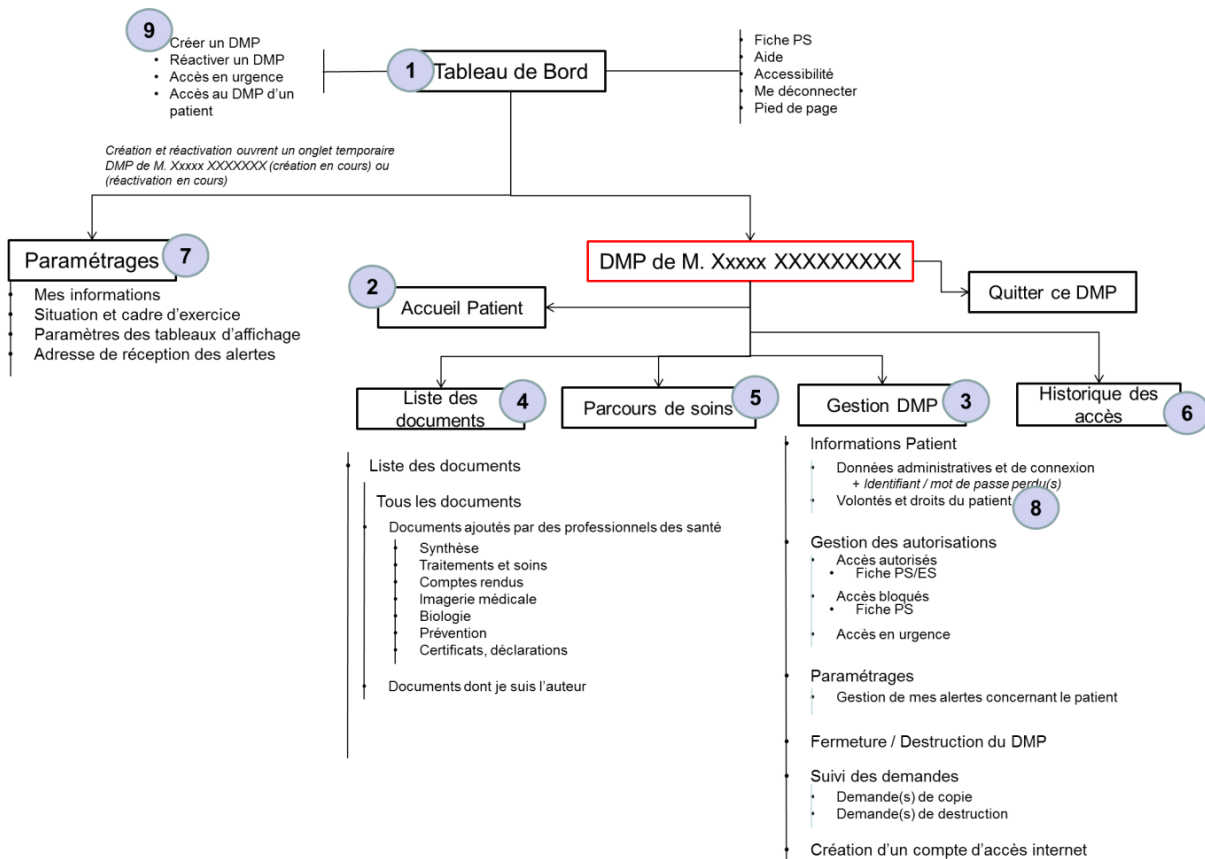 9
Créer un DMP
Réactiver un DMP
Accès en urgence
Accès au DMP d'un
patient
1
Tableau de Bord
Fiche PS
Aide
Accessibilité
Me déconnecter
Pied de page
Création et réactivation ouvrent un onglet temporaire
DMP de M. Xxxxx XXXXXXX (création en cours) ou
(réactivation en cours)
Paramétrages
7
Mes informations
Situation et cadre d'exercice
Paramètres des tableaux d'affichage
Adresse de réception des alertes
DMP de M. Xxxxx XXXXXXXXX
Quitter ce DMP
2
Accueil Patient
Liste des
documents
4
Parcours de soins
5
Gestion DMP
3
Historique des
accès
6
Liste des documents
Tous les documents
Documents ajoutés par des professionnels des santé
Synthèse
Traitements et soins
Comptes rendus
Imagerie médicale
Biologie
Prévention
Certificats, déclarations
Documents dont je suis l'auteur
Informations Patient
Données administratives et de connexion
+ Identifiant / mot de passe perdu(s)
Volontés et droits du patient
8
Gestion des autorisations
Accès autorisés
Fiche PS/ES
Accès bloqués
Fiche PS
Accès en urgence
Paramétrages
Gestion de mes alertes concernant le patient
Fermeture / Destruction du DMP
Suivi des demandes
Demande(s) de copie
Demande(s) de destruction
Création d'un compte d'accès internet